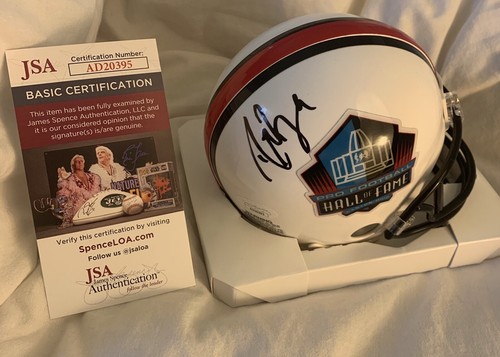 JSA
Certification Number:
AD20395
BASIC CERTIFICATION
This item has been fully examined by
James Spence Authentication, LLC and
it is our considered opinion that the
signature(s) is/are genuine.
Verify this certification by visiting
SpenceLOA.com
Follow us @jsaloa
JSA
James Spence
Authentication
PRO FOOTBALL
HALL OF FAME